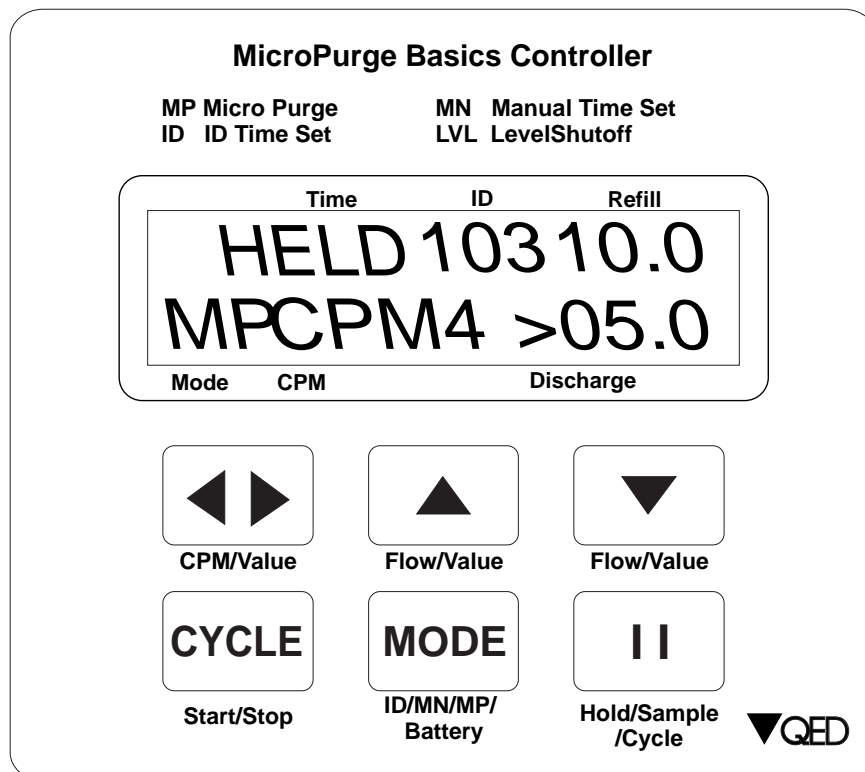 MicroPurge Basics Controller
MP Micro Purge
MN Manual Time Set
ID ID Time Set
LVL LevelShutoff
Time ID Refill
HELD 103 10.0
MPCPM4 >05.0
Mode CPM Discharge
CPM/Value Flow/Value Flow/Value
CYCLE MODE II
Start/Stop
ID/MN/MP/
Battery
Hold/Sample
/Cycle
QED